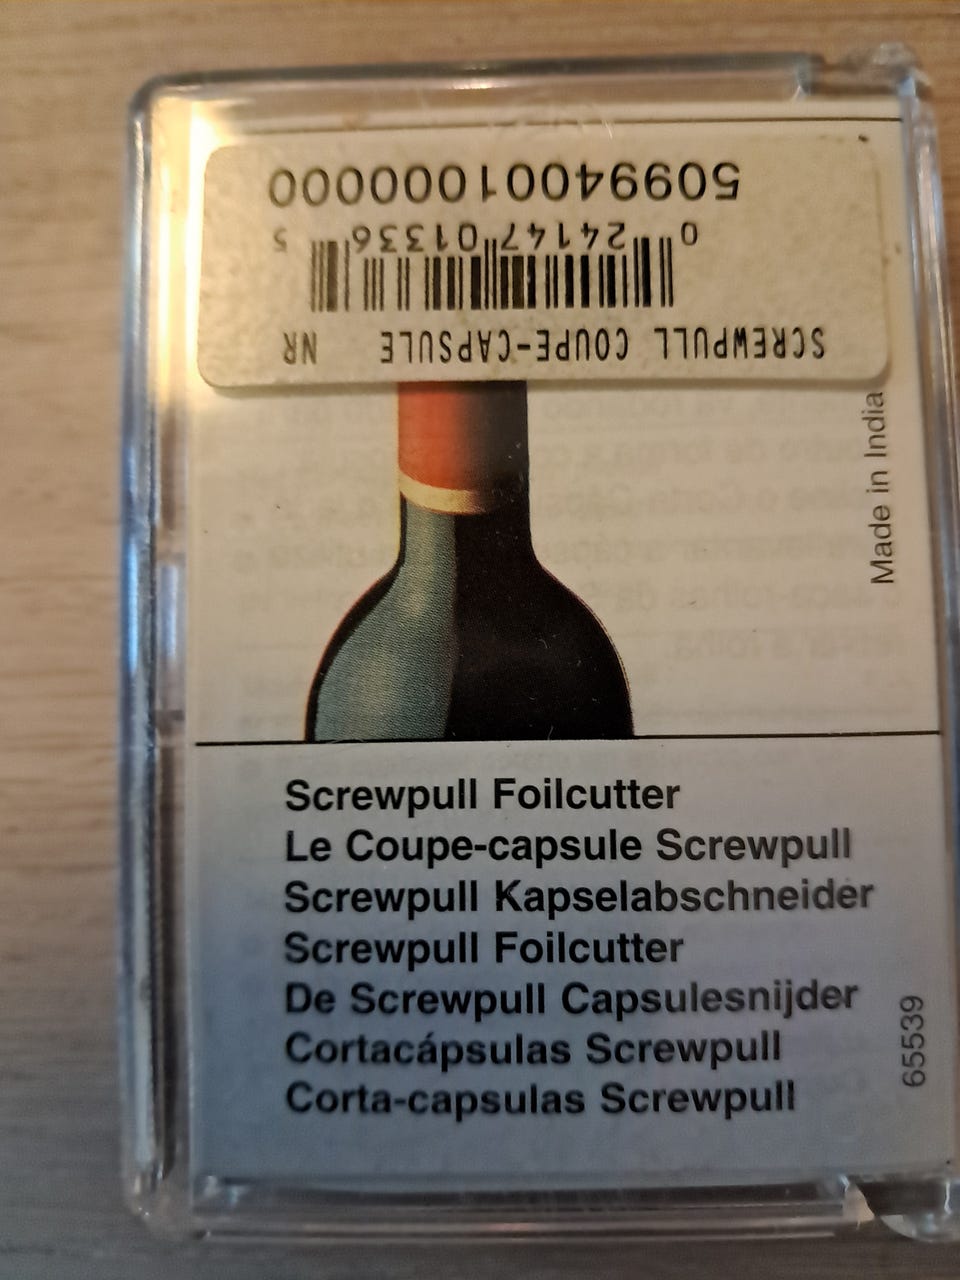 SCREWPULL COUPE-CAPSULE NR
0 24147 01336 5
50994001000000
Made in India
Screwpull Foilcutter
Le Coupe-capsule Screwpull
Screwpull Kapselabschneider
Screwpull Foilcutter
De Screwpull Capsulesnijder
Cortacápsulas Screwpull
Corta-capsulas Screwpull
65539